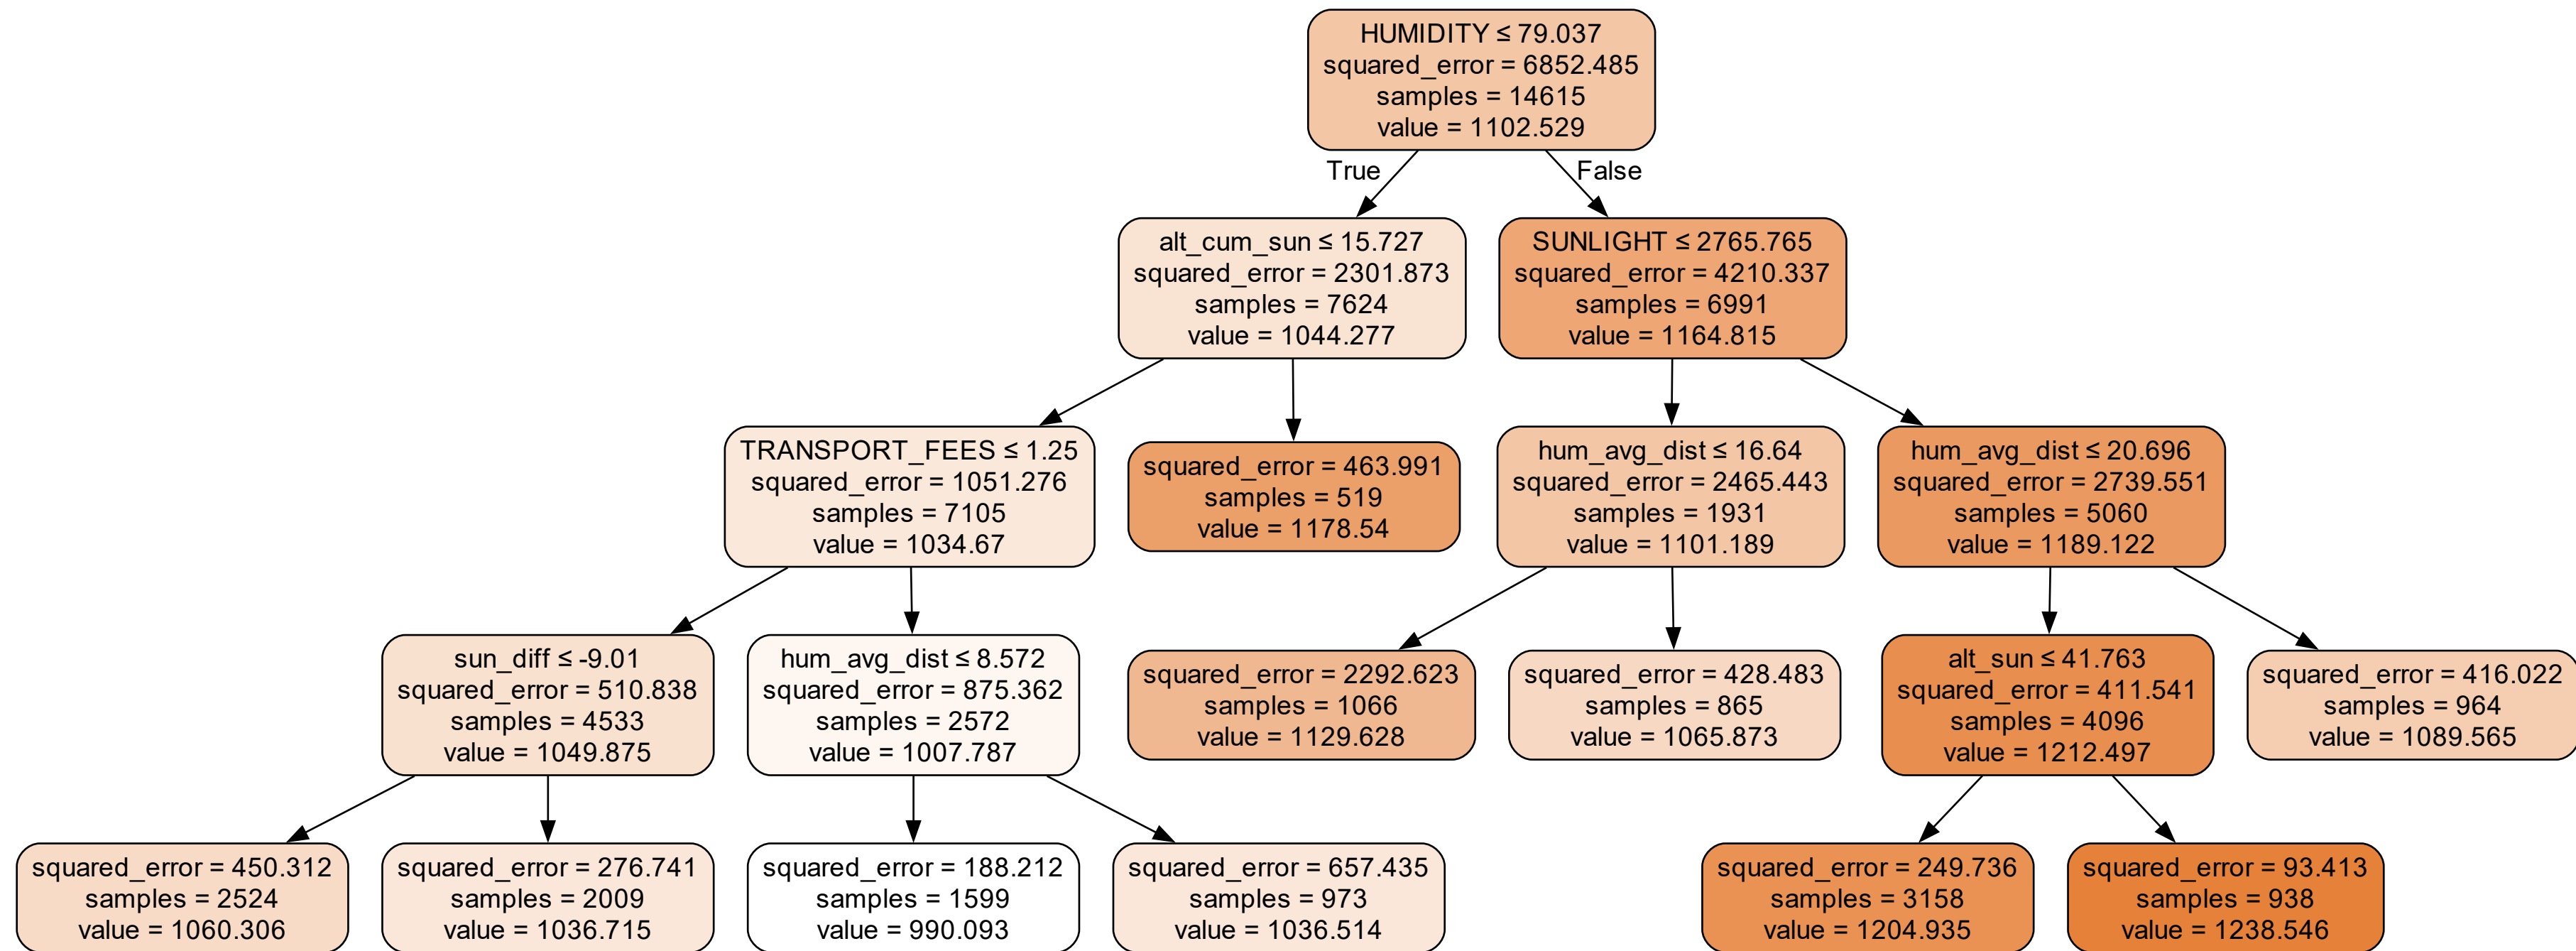 HUMIDITY ≤ 79.037
squared_error = 6852.485
samples = 14615
value = 1102.529
True
False
alt_cum_sun ≤ 15.727
squared_error = 2301.873
samples = 7624
value = 1044.277
SUNLIGHT ≤ 2765.765
squared_error = 4210.337
samples = 6991
value = 1164.815
TRANSPORT_FEES ≤ 1.25
squared_error = 1051.276
samples = 7105
value = 1034.67
squared_error = 463.991
samples = 519
value = 1178.54
hum_avg_dist ≤ 16.64
squared_error = 2465.443
samples = 1931
value = 1101.189
hum_avg_dist ≤ 20.696
squared_error = 2739.551
samples = 5060
value = 1189.122
sun_diff ≤ -9.01
squared_error = 510.838
samples = 4533
value = 1049.875
hum_avg_dist ≤ 8.572
squared_error = 875.362
samples = 2572
value = 1007.787
squared_error = 2292.623
samples = 1066
value = 1129.628
squared_error = 428.483
samples = 865
value = 1065.873
alt_sun ≤ 41.763
squared_error = 411.541
samples = 4096
value = 1212.497
squared_error = 416.022
samples = 964
value = 1089.565
squared_error = 450.312
samples = 2524
value = 1060.306
squared_error = 276.741
samples = 2009
value = 1036.715
squared_error = 188.212
samples = 1599
value = 990.093
squared_error = 657.435
samples = 973
value = 1036.514
squared_error = 249.736
samples = 3158
value = 1204.935
squared_error = 93.413
samples = 938
value = 1238.546